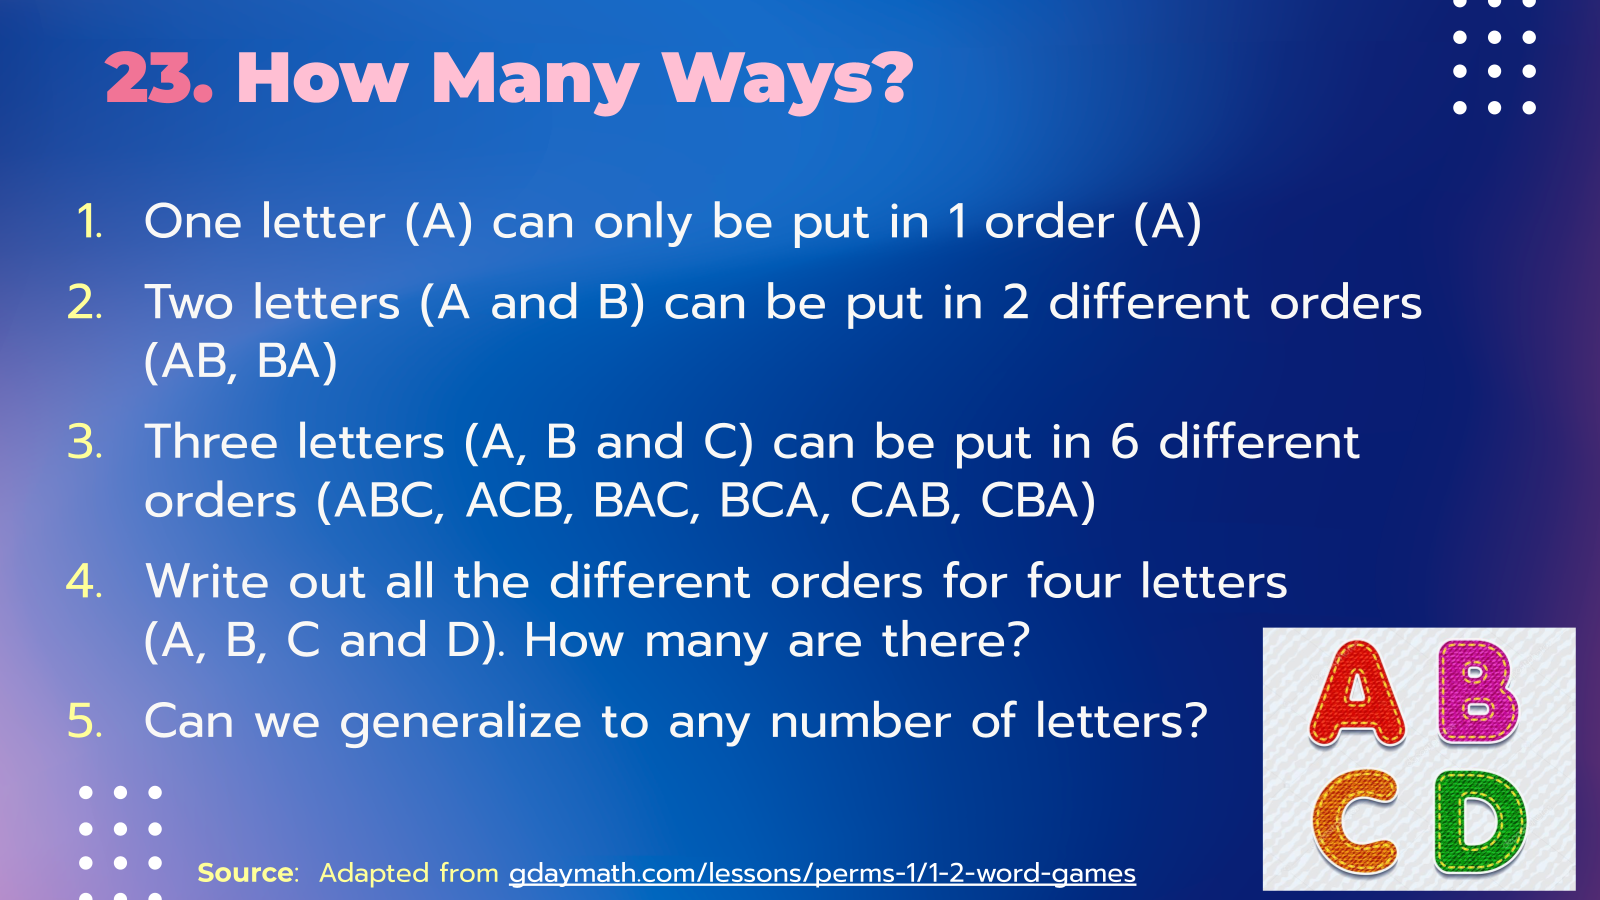 23. How Many Ways?
1. One letter (A) can only be put in 1 order (A)
2. Two letters (A and B) can be put in 2 different orders
(AB, BA)
3. Three letters (A, B and C) can be put in 6 different
orders (ABC, ACB, BAC, BCA, CAB, CBA)
4. Write out all the different orders for four letters
(A, B, C and D). How many are there?
5. Can we generalize to any number of letters?
A B
C D
Source: Adapted from gdaymath.com/lessons/perms-1/1-2-word-games